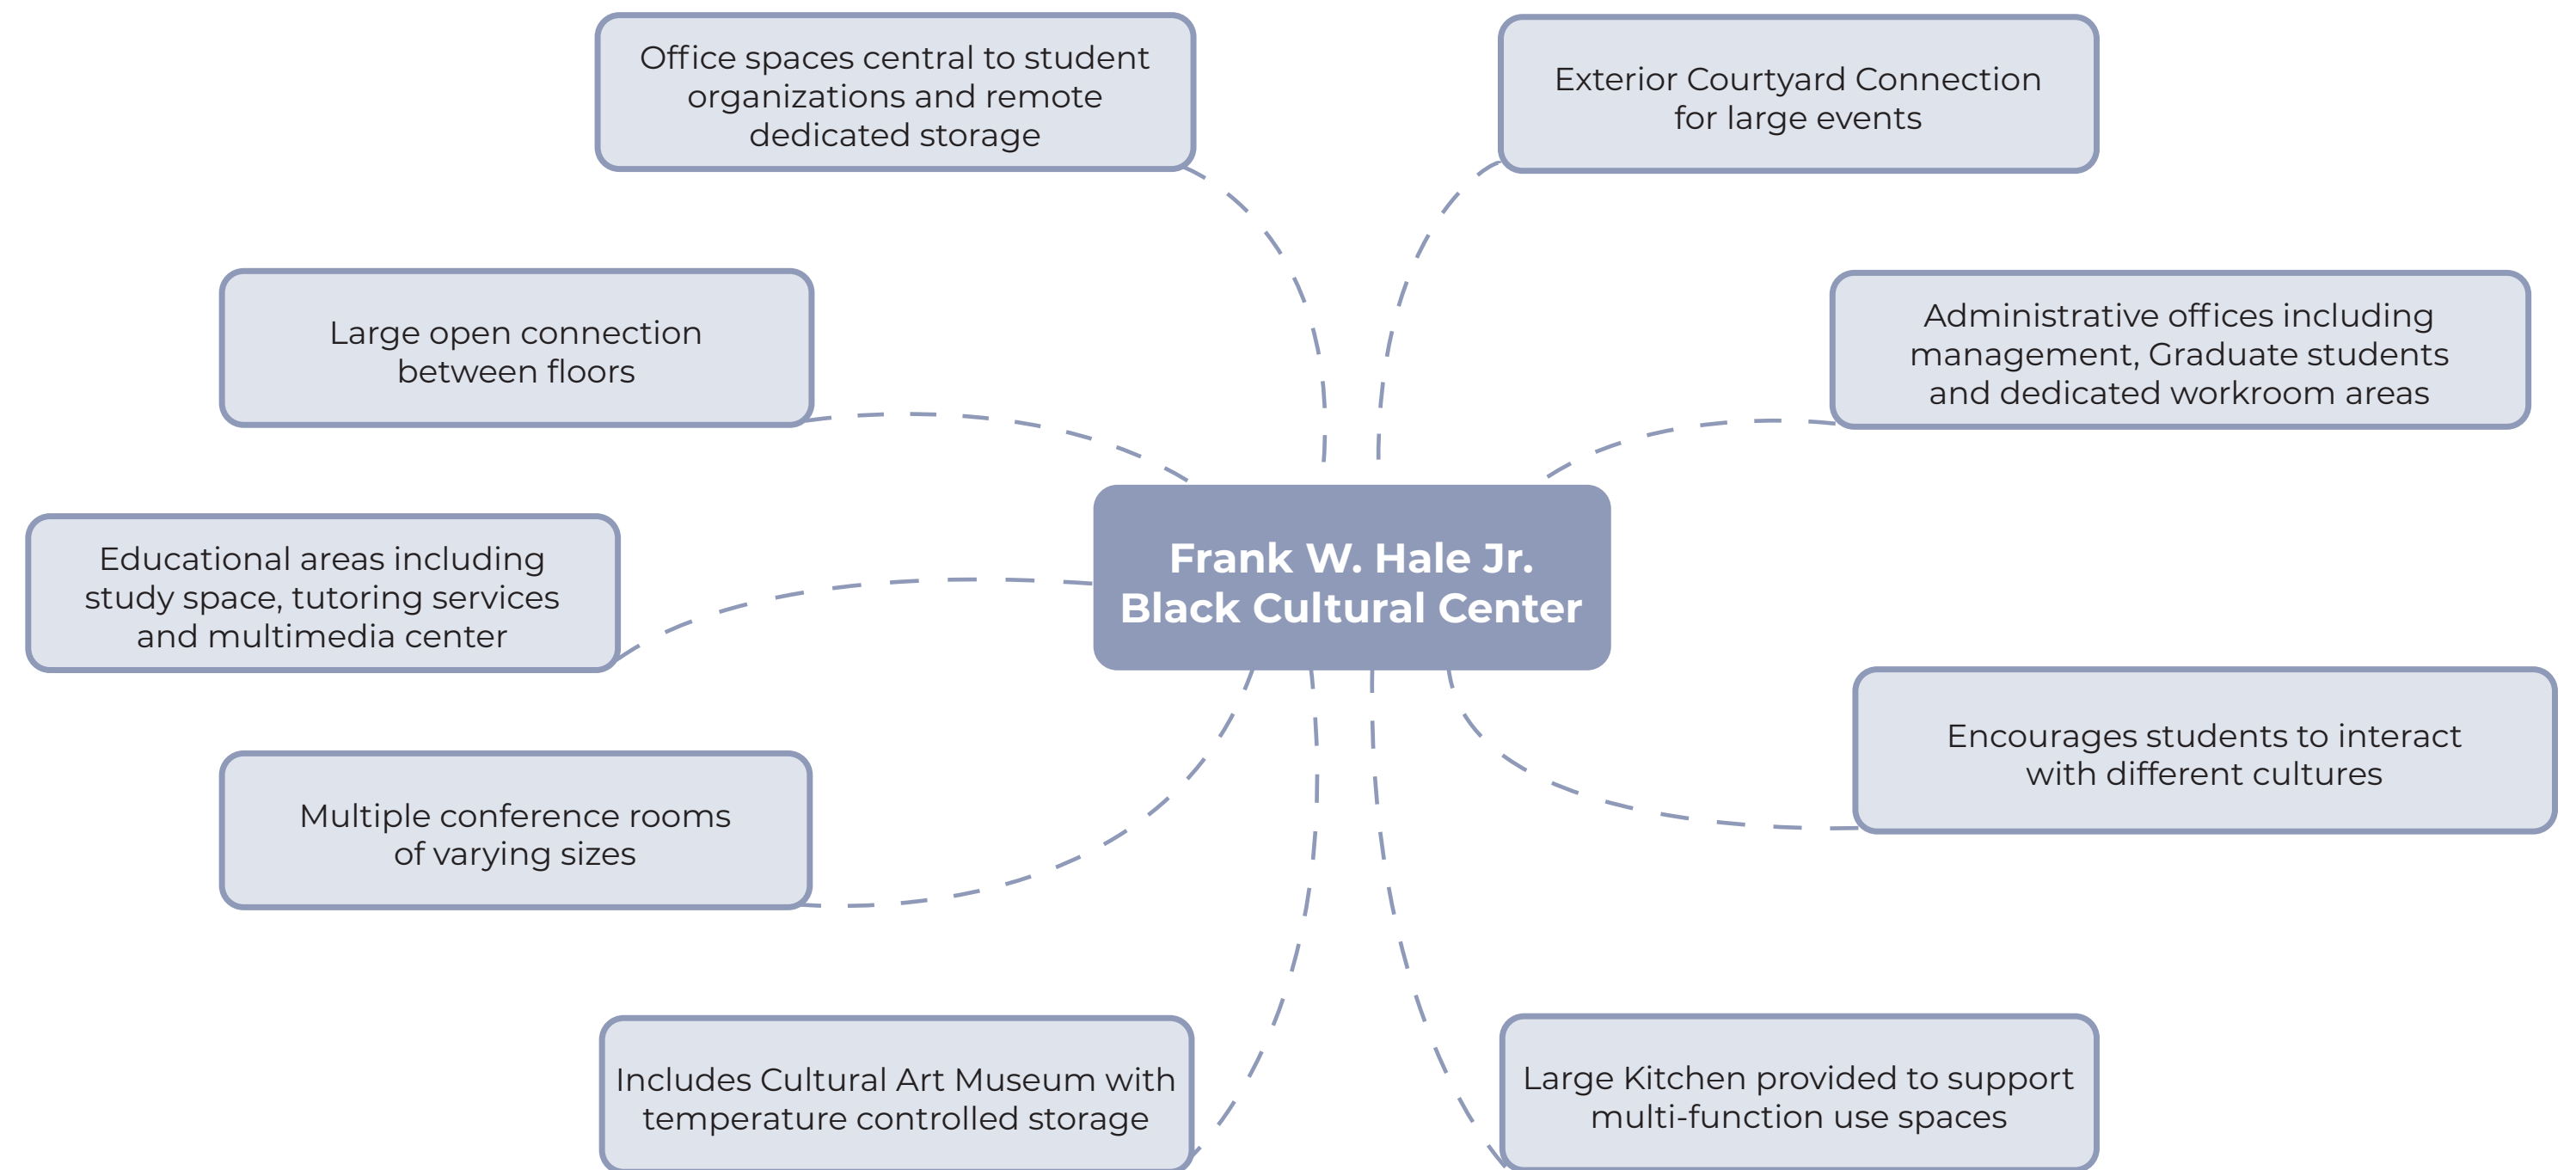 Office spaces central to student
organizations and remote
dedicated storage
Exterior Courtyard Connection
for large events
Large open connection
between floors
Administrative offices including
management, Graduate students
and dedicated workroom areas
Educational areas including
study space, tutoring services
and multimedia center
Frank W. Hale Jr.
Black Cultural Center
Multiple conference rooms
of varying sizes
Encourages students to interact
with different cultures
Includes Cultural Art Museum with
temperature controlled storage
Large Kitchen provided to support
multi-function use spaces